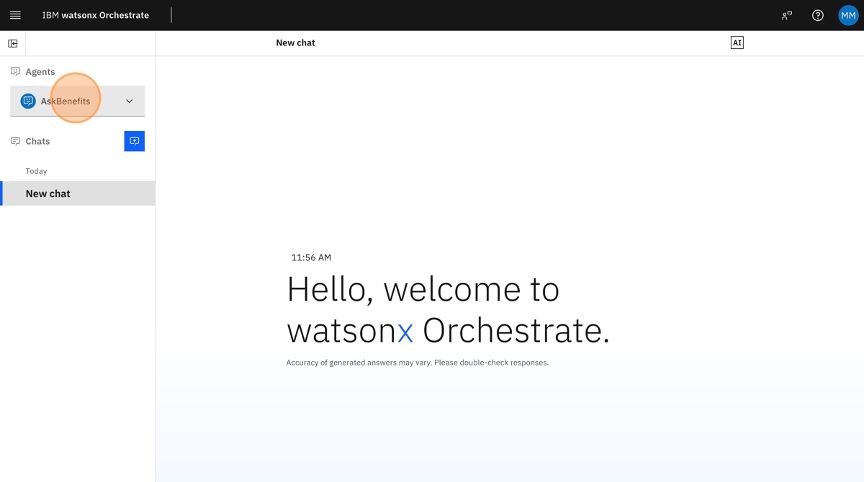 IBM watsonx Orchestrate
MM
New chat
AI
Agents
AskBenefits
Chats
Today
New chat
11:56 AM
Hello, welcome to
watsonx Orchestrate.
Accuracy of generated answers may vary. Please double-check responses.